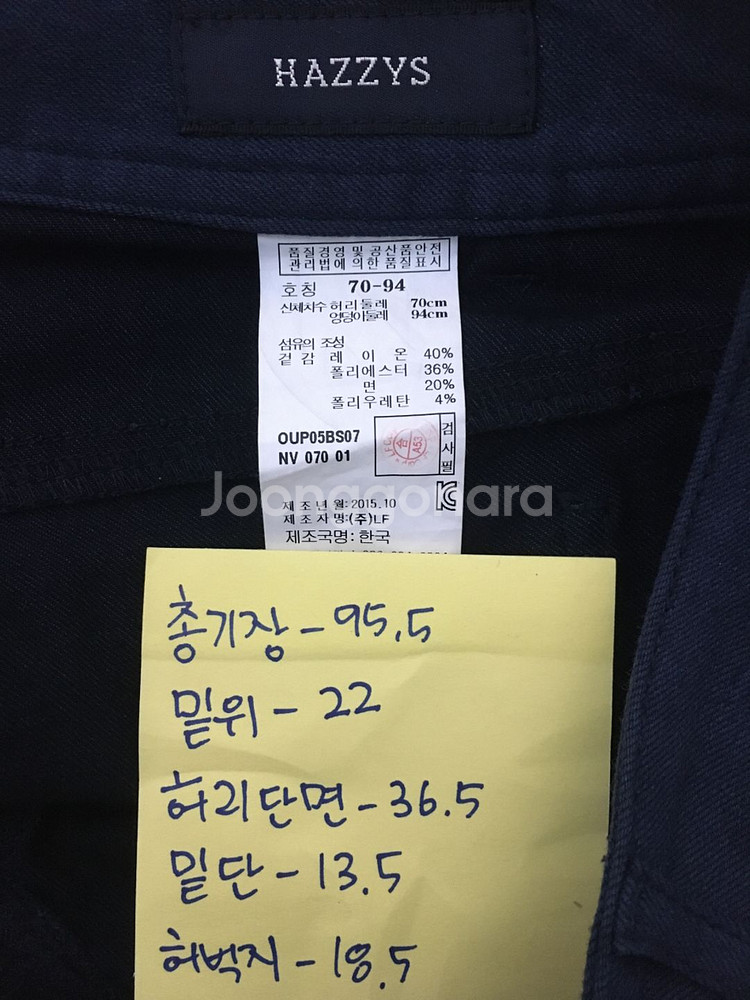 HAZZYS
품질경영 및 공산품안전
관리법에 의한 품질표시
호칭 70-94
신체치수 허리둘레 70cm
엉덩이둘레 94cm
섬유의 조성
겉감 레이온 40%
폴리에스터 36%
면 20%
폴리우레탄 4%
OUP05BS07
NV 070 01
합
A53
검사필
제조년월: 2015.10
제조자명: (주)LF
제조국명: 한국
Joonggonara
총기장 - 95.5
밑위 - 22
허리단면 - 36.5
밑단 - 13.5
허벅지 - 18.5